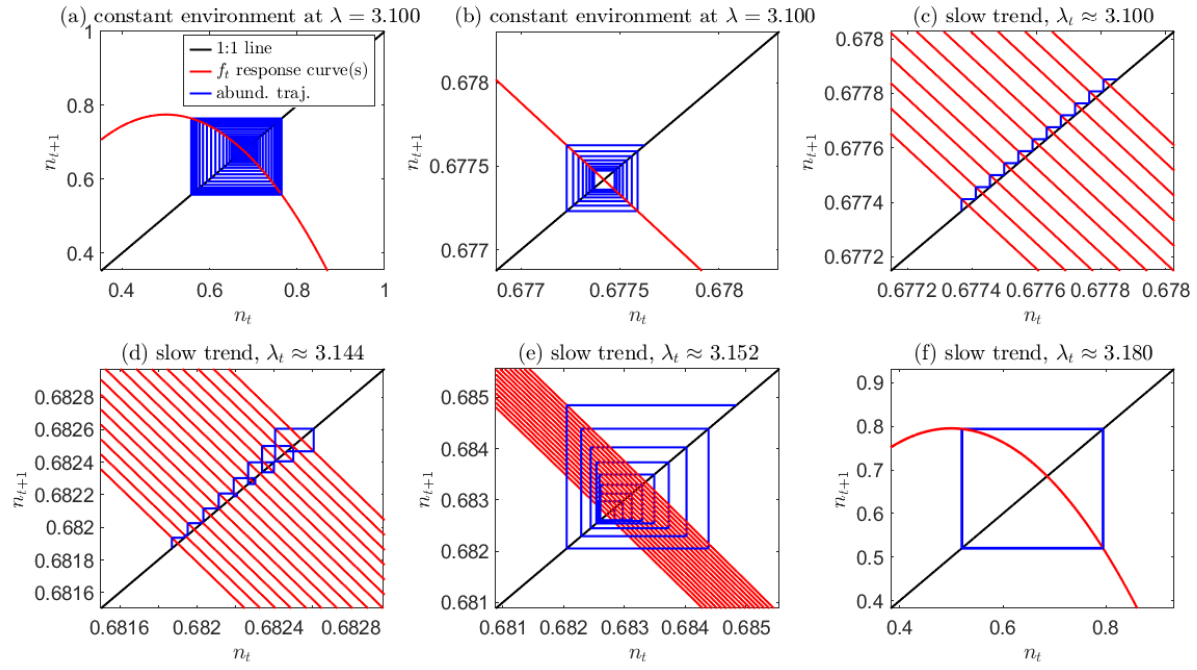 (a) constant environment at λ = 3.100
1
0.8
0.6
0.4
n_{t+1}
0.4
0.6
0.8
1
n_t
1:1 line
f_t response curve(s)
abund. traj.
(b) constant environment at λ = 3.100
0.678
0.6775
0.677
n_{t+1}
0.677
0.6775
0.678
n_t
(c) slow trend, λ_t ≈ 3.100
0.678
0.6778
0.6776
0.6774
0.6772
n_{t+1}
0.6772
0.6774
0.6776
0.6778
0.678
n_t
(d) slow trend, λ_t ≈ 3.144
0.6828
0.6826
0.6824
0.6822
0.682
0.6818
0.6816
n_{t+1}
0.6816
0.682
0.6824
0.6828
n_t
(e) slow trend, λ_t ≈ 3.152
0.685
0.684
0.683
0.682
0.681
n_{t+1}
0.681
0.682
0.683
0.684
0.685
n_t
(f) slow trend, λ_t ≈ 3.180
0.9
0.8
0.7
0.6
0.5
0.4
n_{t+1}
0.4
0.6
0.8
n_t